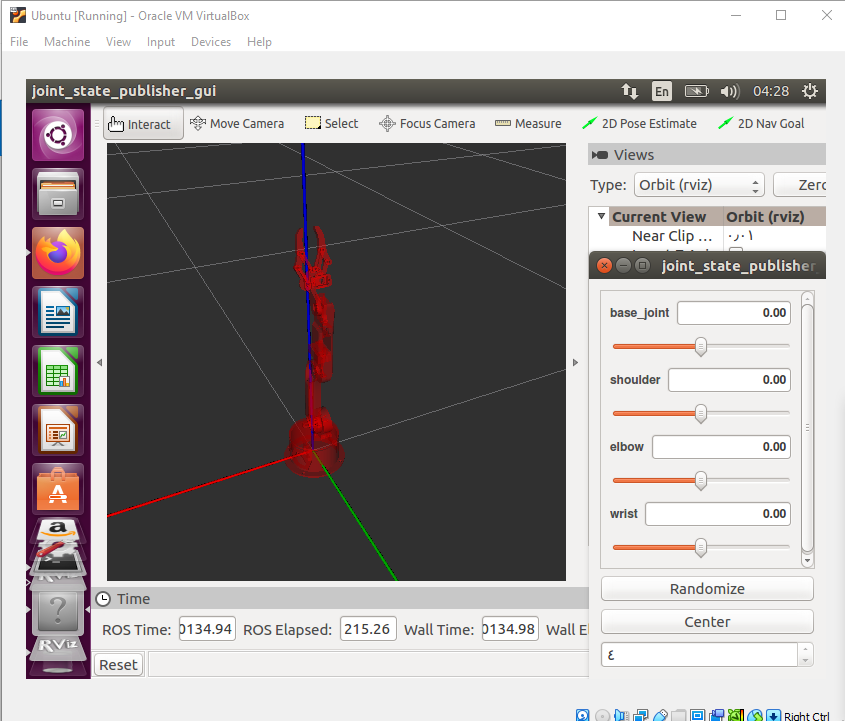 Ubuntu [Running] - Oracle VM VirtualBox
File Machine View Input Devices Help
joint_state_publisher_gui
En
04:28
Interact Move Camera Select Focus Camera Measure 2D Pose Estimate 2D Nav Goal
Views
Type: Orbit (rviz) Zero
Current View Orbit (rviz)
Near Clip ... ٠٫٠١
joint_state_publisher
base_joint 0.00
shoulder 0.00
elbow 0.00
wrist 0.00
Randomize
Center
٤
a
A
?
RViz
Time
ROS Time: 0134.94 ROS Elapsed: 215.26 Wall Time: 0134.98 Wall El
Reset
Right Ctrl